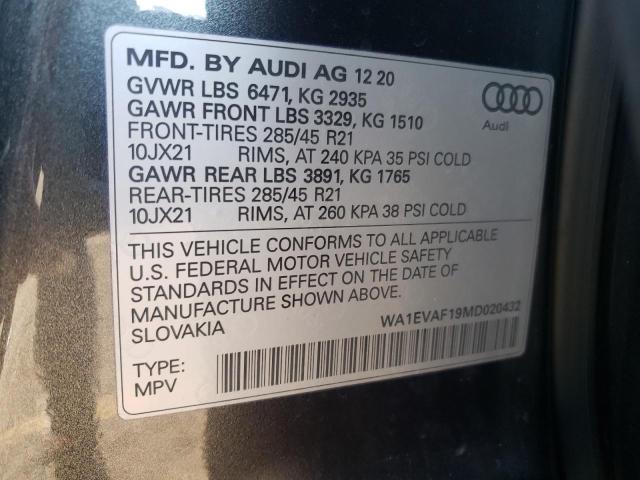 MFD. BY AUDI AG 12 20
GVWR LBS 6471, KG 2935
GAWR FRONT LBS 3329, KG 1510
FRONT-TIRES 285/45 R21
10JX21 RIMS, AT 240 KPA 35 PSI COLD
GAWR REAR LBS 3891, KG 1765
REAR-TIRES 285/45 R21
10JX21 RIMS, AT 260 KPA 38 PSI COLD
Audi
THIS VEHICLE CONFORMS TO ALL APPLICABLE
U.S. FEDERAL MOTOR VEHICLE SAFETY
STANDARDS IN EFFECT ON THE DATE OF
MANUFACTURE SHOWN ABOVE.
SLOVAKIA
WA1EVAF19MD020432
TYPE:
MPV